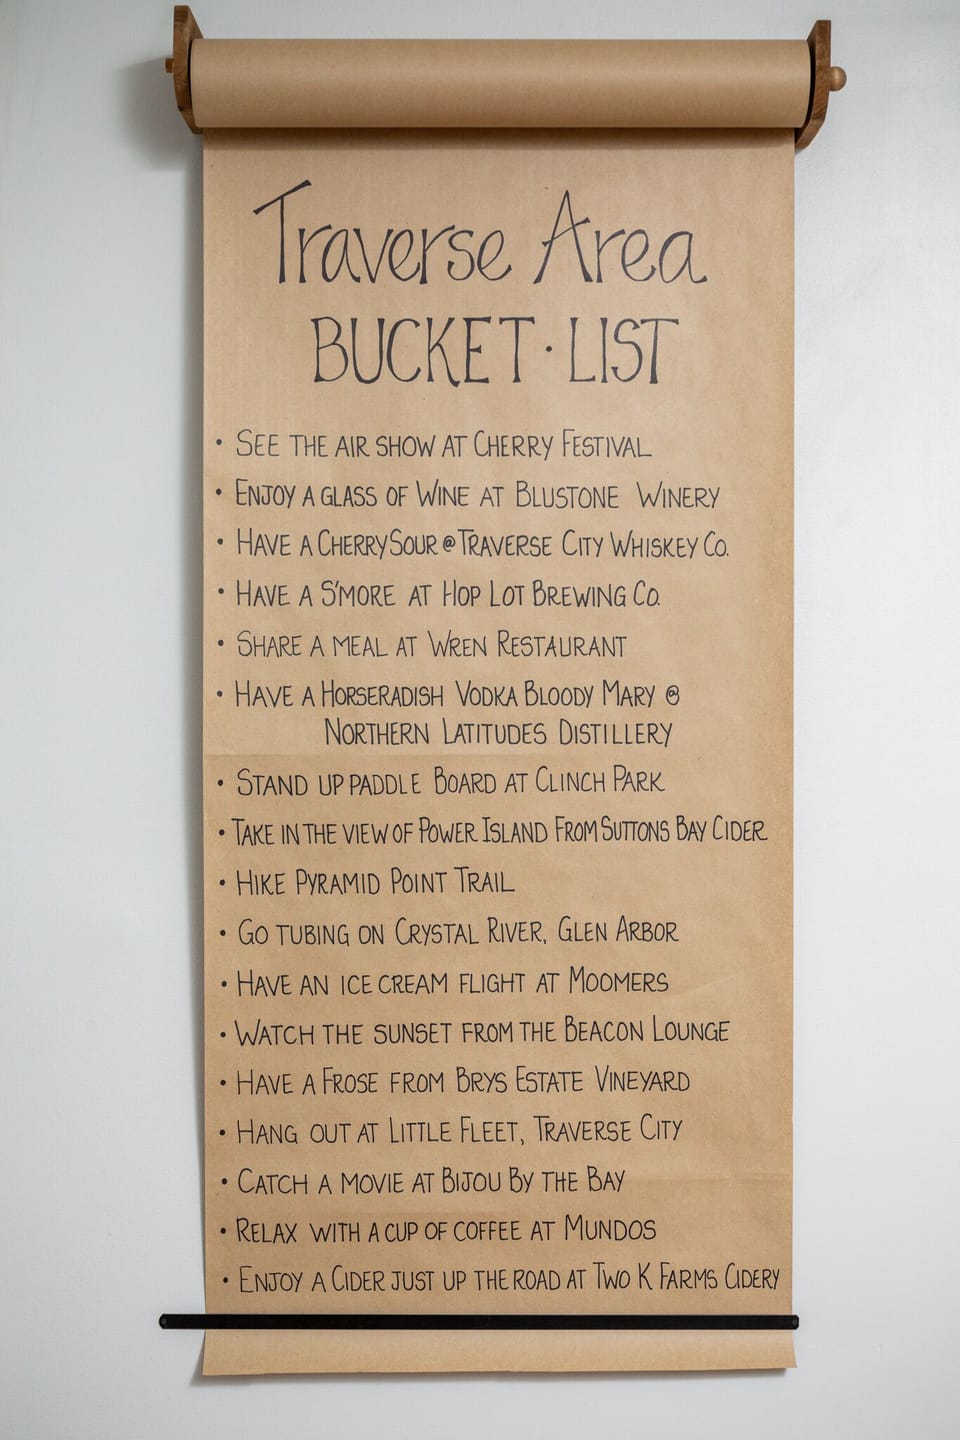 Traverse Area
BUCKET · LIST
• SEE THE AIR SHOW AT CHERRY FESTIVAL
• ENJOY A GLASS OF WINE AT BLUSTONE WINERY
• HAVE A CHERRY SOUR @ TRAVERSE CITY WHISKEY CO.
• HAVE A S'MORE AT HOP LOT BREWING CO.
• SHARE A MEAL AT WREN RESTAURANT
• HAVE A HORSERADISH VODKA BLOODY MARY @
NORTHERN LATITUDES DISTILLERY
• STAND UP PADDLE BOARD AT CLINCH PARK
• TAKE IN THE VIEW OF POWER ISLAND FROM SUTTONS BAY CIDER
• HIKE PYRAMID POINT TRAIL
• GO TUBING ON CRYSTAL RIVER, GLEN ARBOR
• HAVE AN ICE CREAM FLIGHT AT MOOMERS
• WATCH THE SUNSET FROM THE BEACON LOUNGE
• HAVE A FROSE FROM BRYS ESTATE VINEYARD
• HANG OUT AT LITTLE FLEET, TRAVERSE CITY
• CATCH A MOVIE AT BIJOU BY THE BAY
• RELAX WITH A CUP OF COFFEE AT MUNDOS
• ENJOY A CIDER JUST UP THE ROAD AT TWO K FARMS CIDERY